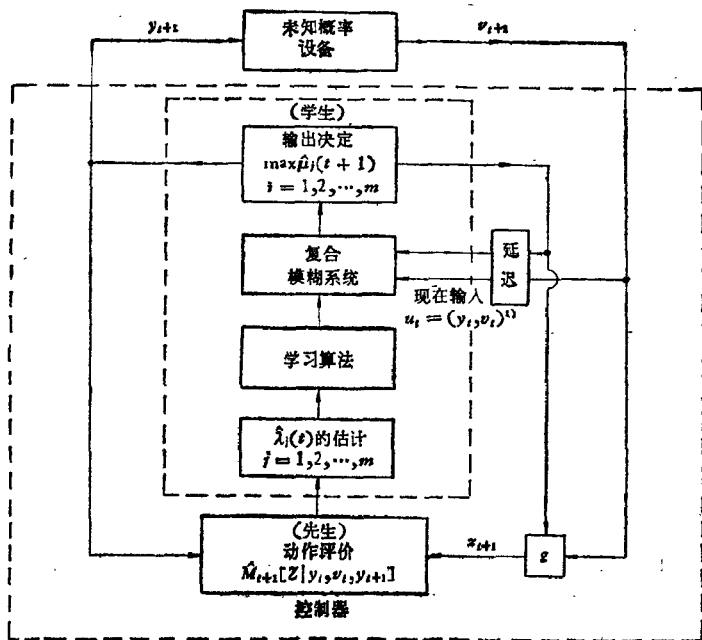 y_{t+1}
未知概率
设备
v_{t+1}
(学生)
输出决定
max μ̂_j(t + 1)
j = 1,2,⋯,m
复合
模糊系统
延
迟
现在输入
u_t = (y_t, v_t)¹⁾
学习算法
λ̂_j(t)的估计
j = 1,2,⋯,m
(先生)
动作评价
M̂_{t+1}[Z|y_t,v_t,y_{t+1}]
z_{t+1}
g
控制器